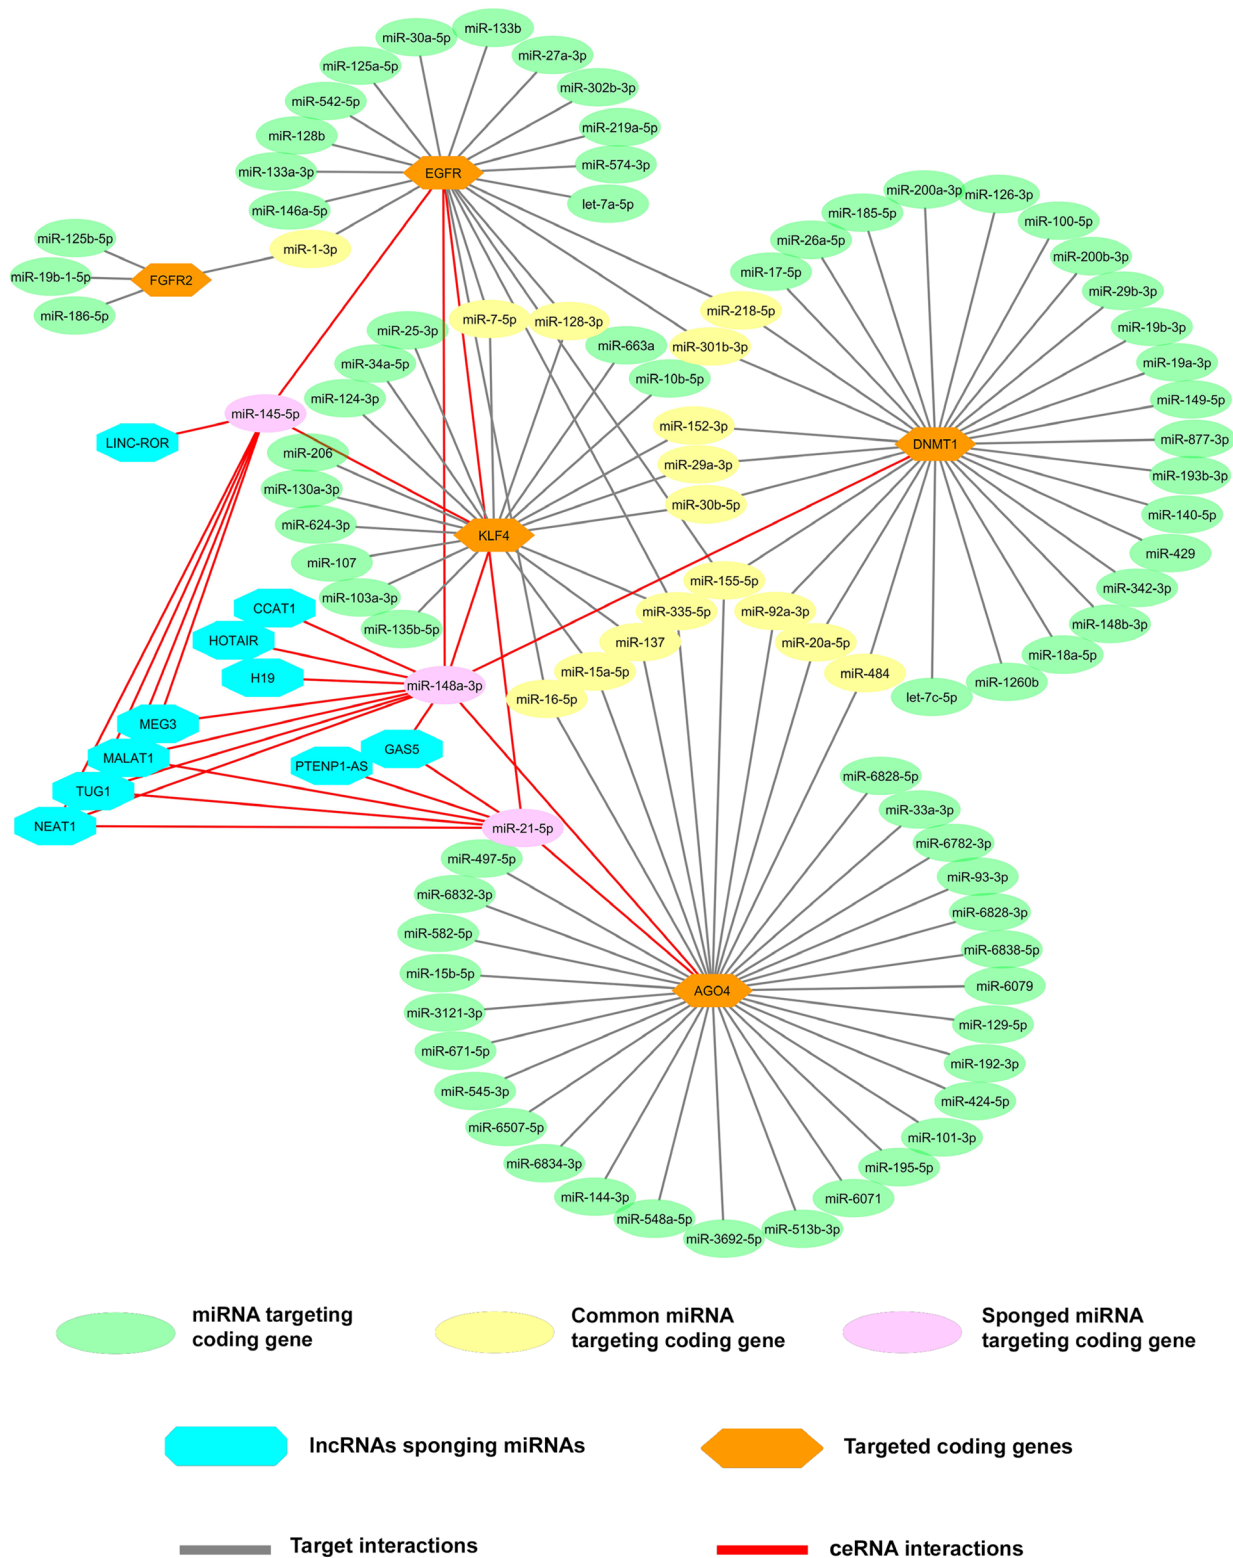 miR-133b
miR-30a-5p
miR-27a-3p
miR-125a-5p
miR-302b-3p
miR-542-5p
miR-219a-5p
miR-128b
miR-574-3p
miR-133a-3p
EGFR
let-7a-5p
miR-146a-5p
miR-1-3p
miR-125b-5p
miR-19b-1-5p
FGFR2
miR-186-5p
miR-200a-3p
miR-126-3p
miR-185-5p
miR-100-5p
miR-26a-5p
miR-200b-3p
miR-17-5p
miR-29b-3p
miR-218-5p
miR-19b-3p
miR-301b-3p
miR-19a-3p
miR-149-5p
miR-877-3p
DNMT1
miR-193b-3p
miR-140-5p
miR-429
miR-342-3p
miR-148b-3p
miR-18a-5p
miR-1260b
let-7c-5p
miR-7-5p
miR-128-3p
miR-25-3p
miR-663a
miR-34a-5p
miR-10b-5p
miR-124-3p
miR-152-3p
miR-206
miR-29a-3p
miR-130a-3p
miR-30b-5p
miR-624-3p
KLF4
miR-107
miR-103a-3p
miR-135b-5p
miR-155-5p
miR-335-5p
miR-92a-3p
miR-137
miR-20a-5p
miR-15a-5p
miR-484
miR-16-5p
miR-145-5p
LINC-ROR
CCAT1
HOTAIR
H19
miR-148a-3p
MEG3
GAS5
MALAT1
PTENP1-AS
TUG1
NEAT1
miR-21-5p
miR-6828-5p
miR-33a-3p
miR-497-5p
miR-6782-3p
miR-6832-3p
miR-93-3p
miR-582-5p
miR-6828-3p
miR-15b-5p
miR-6838-5p
AGO4
miR-6079
miR-3121-3p
miR-129-5p
miR-671-5p
miR-192-3p
miR-545-3p
miR-424-5p
miR-6507-5p
miR-101-3p
miR-6834-3p
miR-195-5p
miR-144-3p
miR-6071
miR-548a-5p
miR-513b-3p
miR-3692-5p
miRNA targeting
coding gene
Common miRNA
targeting coding gene
Sponged miRNA
targeting coding gene
lncRNAs sponging miRNAs
Targeted coding genes
Target interactions
ceRNA interactions